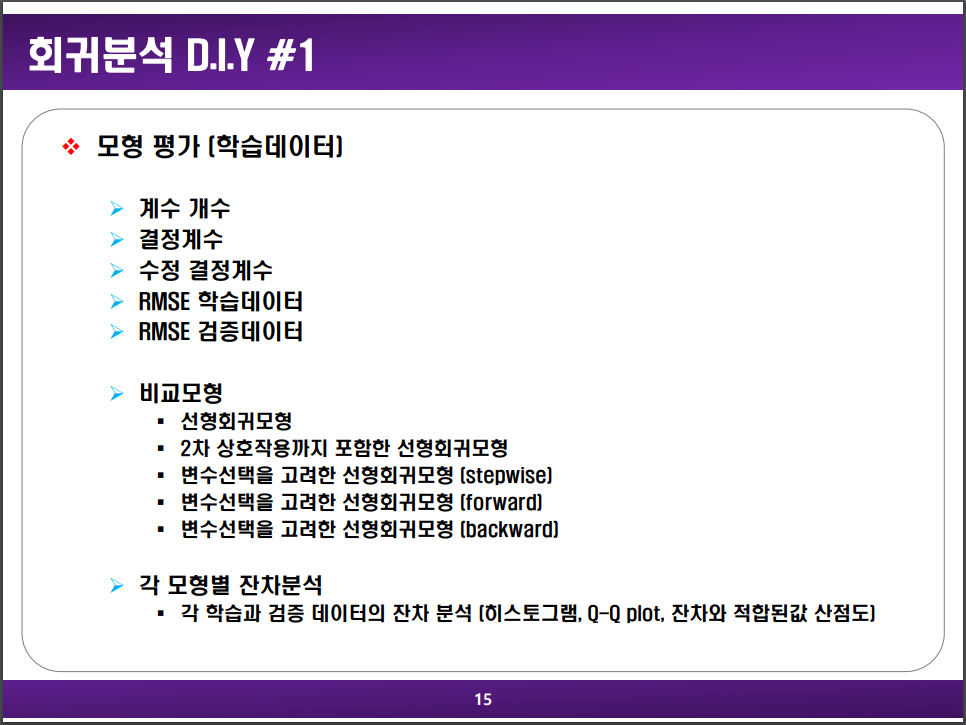 회귀분석 D.I.Y #1
모형 평가 (학습데이터)
계수 개수
결정계수
수정 결정계수
RMSE 학습데이터
RMSE 검증데이터
비교모형
선형회귀모형
2차 상호작용까지 포함한 선형회귀모형
변수선택을 고려한 선형회귀모형 (stepwise)
변수선택을 고려한 선형회귀모형 (forward)
변수선택을 고려한 선형회귀모형 (backward)
각 모형별 잔차분석
각 학습과 검증 데이터의 잔차 분석 (히스토그램, Q-Q plot, 잔차와 적합된값 산점도)
15